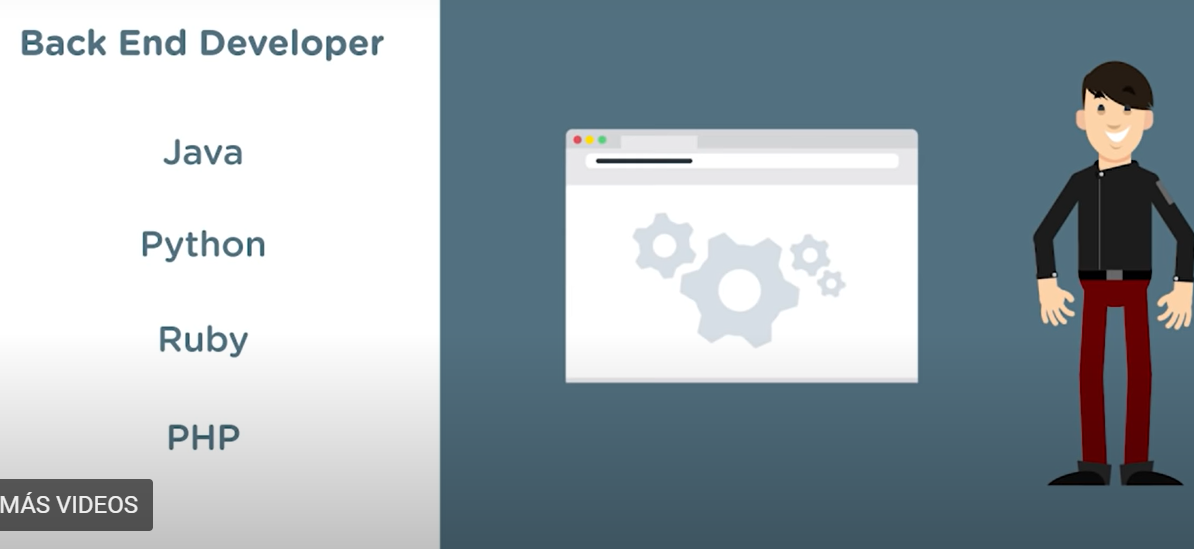 Back End Developer
Java
Python
Ruby
PHP
MÁS VIDEOS